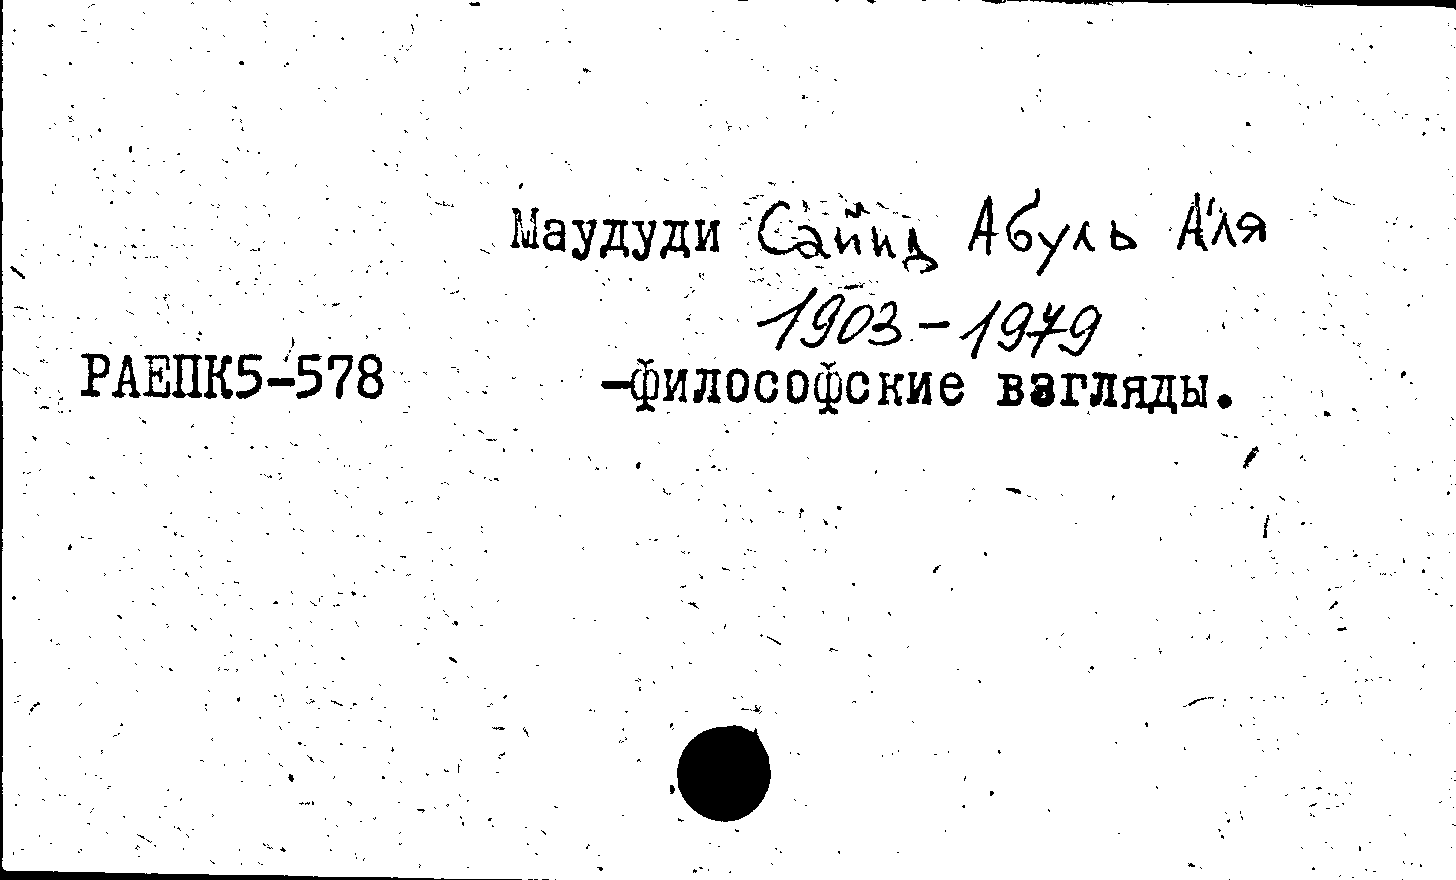 Маудуди Сайид Абуль А'ля
1903-1979
РАЕПК5-578 -философские взгляды.